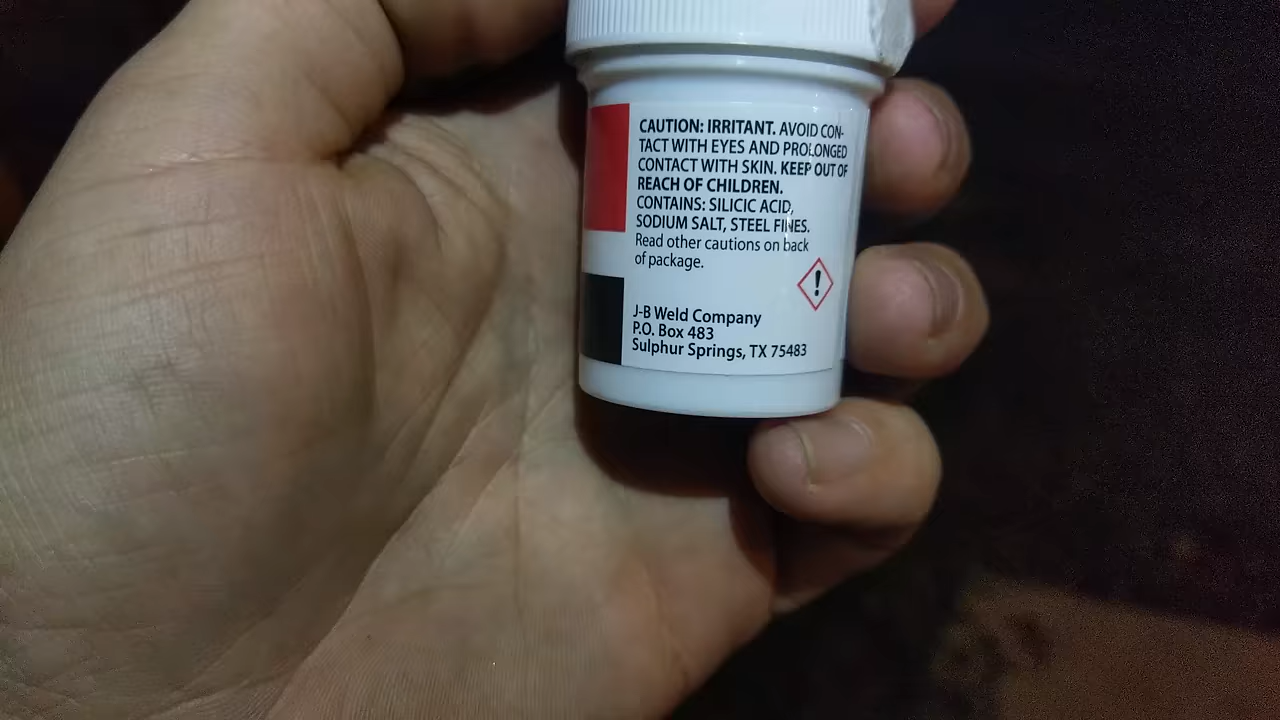 CAUTION: IRRITANT. AVOID CON-
TACT WITH EYES AND PROLONGED
CONTACT WITH SKIN. KEEP OUT OF
REACH OF CHILDREN.
CONTAINS: SILICIC ACID,
SODIUM SALT, STEEL FINES.
Read other cautions on back
of package.
!
J-B Weld Company
P.O. Box 483
Sulphur Springs, TX 75483